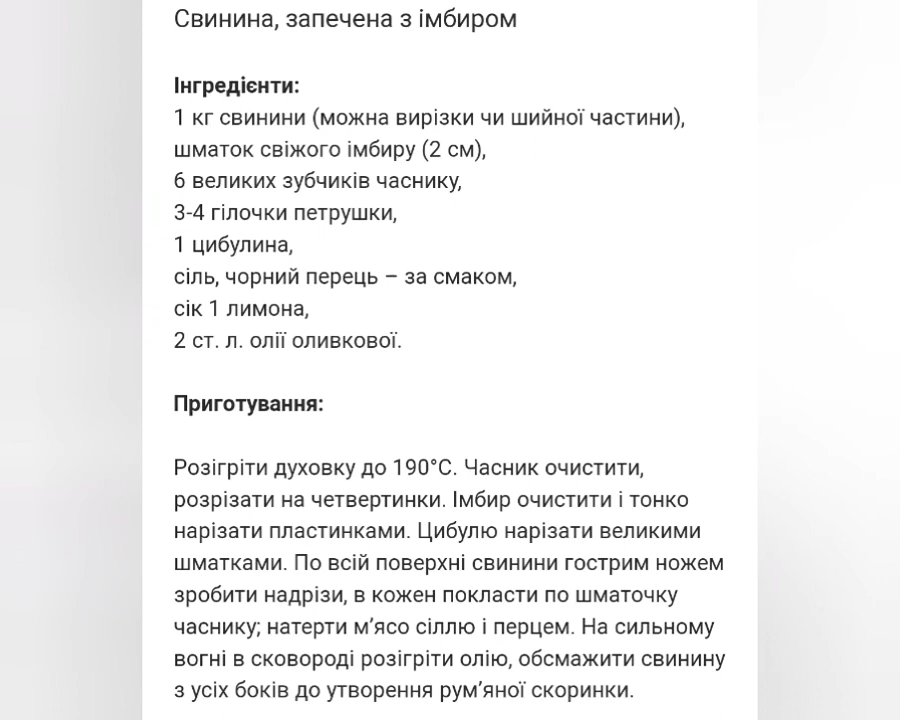 Свинина, запечена з імбиром
Інгредієнти:
1 кг свинини (можна вирізки чи шийної частини),
шматок свіжого імбиру (2 см),
6 великих зубчиків часнику,
3-4 гілочки петрушки,
1 цибулина,
сіль, чорний перець – за смаком,
сік 1 лимона,
2 ст. л. олії оливкової.
Приготування:
Розігріти духовку до 190°С. Часник очистити,
розрізати на четвертинки. Імбир очистити і тонко
нарізати пластинками. Цибулю нарізати великими
шматками. По всій поверхні свинини гострим ножем
зробити надрізи, в кожен покласти по шматочку
часнику; натерти м’ясо сіллю і перцем. На сильному
вогні в сковороді розігріти олію, обсмажити свинину
з усіх боків до утворення рум’яної скоринки.